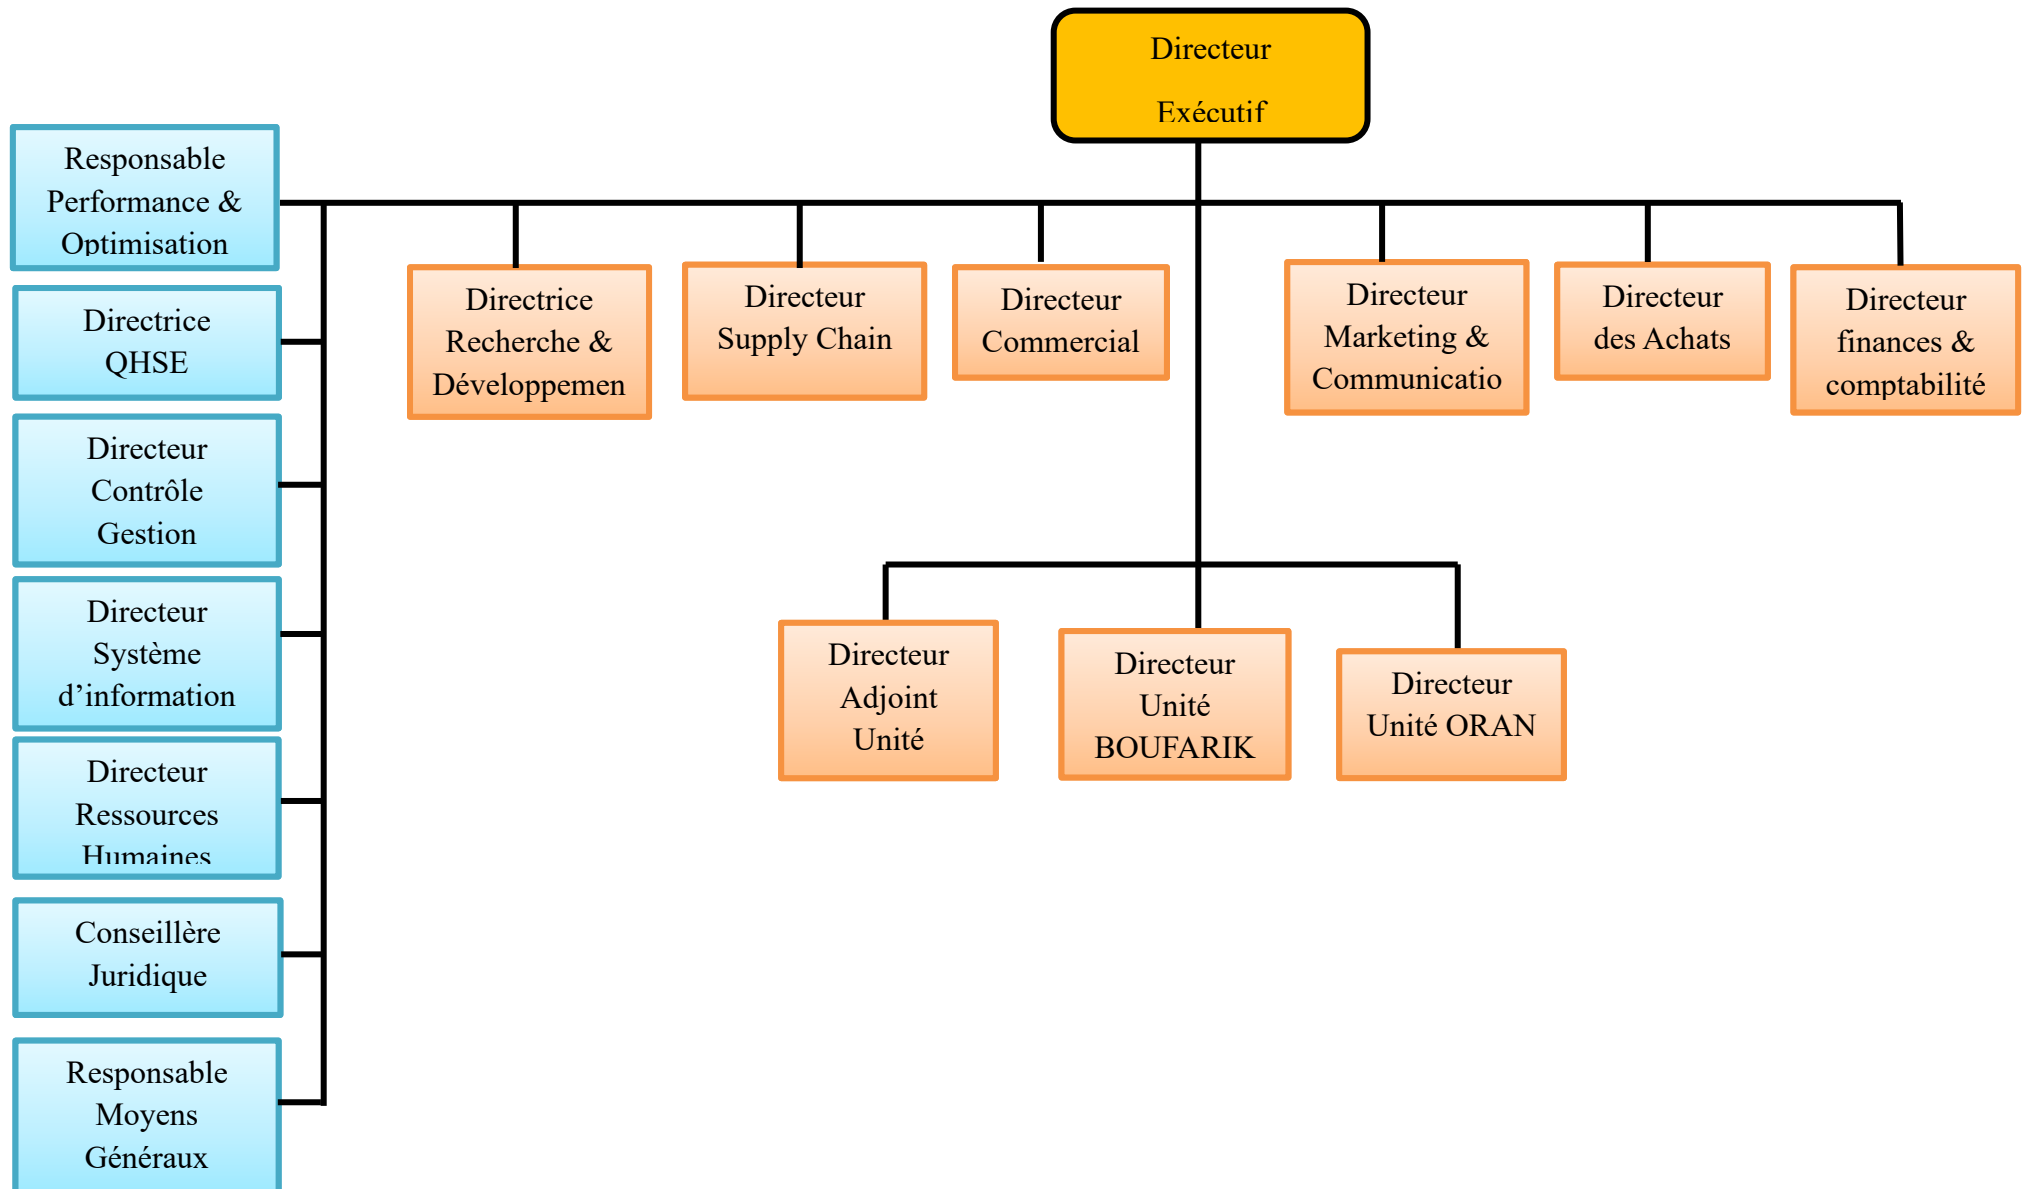 Directeur
Exécutif
Responsable
Performance &
Optimisation
Directrice
QHSE
Directeur
Contrôle
Gestion
Directeur
Système
d’information
Directeur
Ressources
Humaines
Conseillère
Juridique
Responsable
Moyens
Généraux
Directrice
Recherche &
Développemen
Directeur
Supply Chain
Directeur
Commercial
Directeur
Marketing &
Communicatio
Directeur
des Achats
Directeur
finances &
comptabilité
Directeur
Adjoint
Unité
Directeur
Unité
BOUFARIK
Directeur
Unité ORAN